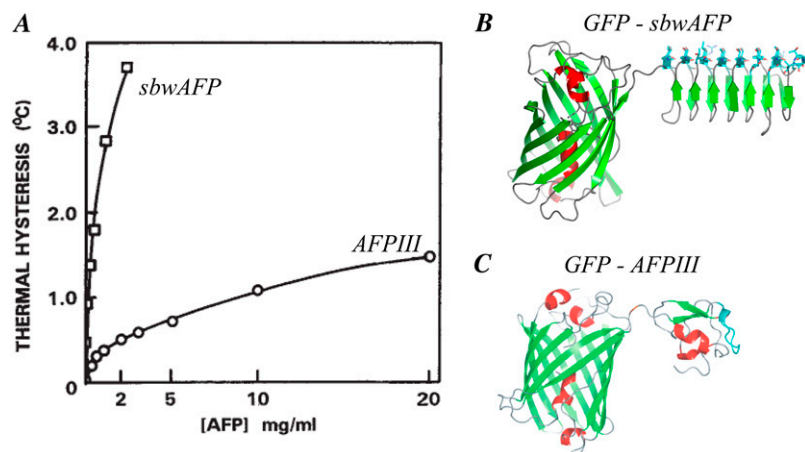 A
4.0
3.0
2.0
1.0
0
THERMAL HYSTERESIS (ºC)
sbwAFP
AFPIII
2
5
10
20
[AFP] mg/ml
B
GFP - sbwAFP
C
GFP - AFPIII